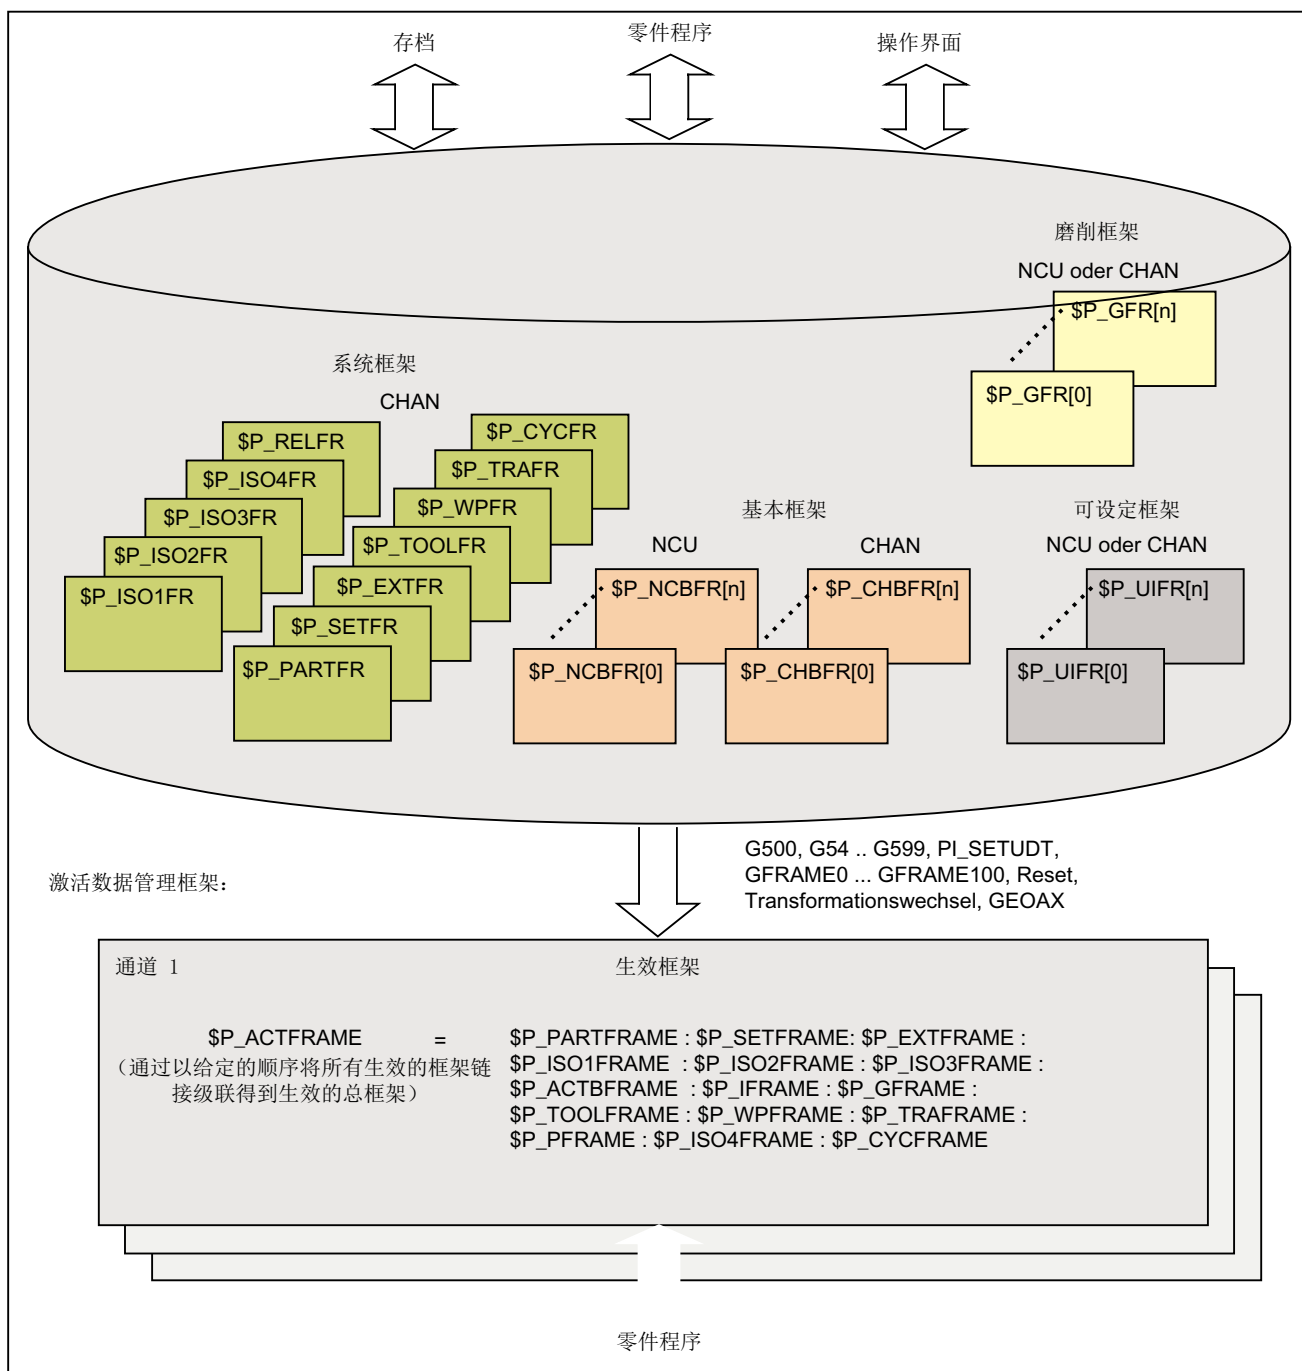 存档
零件程序
操作界面
磨削框架
NCU oder CHAN
$P_GFR[n]
$P_GFR[0]
系统框架
CHAN
$P_RELFR
$P_ISO4FR
$P_ISO3FR
$P_ISO2FR
$P_ISO1FR
$P_CYCFR
$P_TRAFR
$P_WPFR
$P_TOOLFR
$P_EXTFR
$P_SETFR
$P_PARTFR
基本框架
NCU
CHAN
$P_NCBFR[n]
$P_CHBFR[n]
$P_NCBFR[0]
$P_CHBFR[0]
可设定框架
NCU oder CHAN
$P_UIFR[n]
$P_UIFR[0]
激活数据管理框架：
G500, G54 .. G599, PI_SETUDT,
GFRAME0 ... GFRAME100, Reset,
Transformationswechsel, GEOAX
通道 1
生效框架
$P_ACTFRAME =
（通过以给定的顺序将所有生效的框架链
接级联得到生效的总框架）
$P_PARTFRAME : $P_SETFRAME: $P_EXTFRAME :
$P_ISO1FRAME : $P_ISO2FRAME : $P_ISO3FRAME :
$P_ACTBFRAME : $P_IFRAME : $P_GFRAME :
$P_TOOLFRAME : $P_WPFRAME : $P_TRAFRAME :
$P_PFRAME : $P_ISO4FRAME : $P_CYCFRAME
零件程序